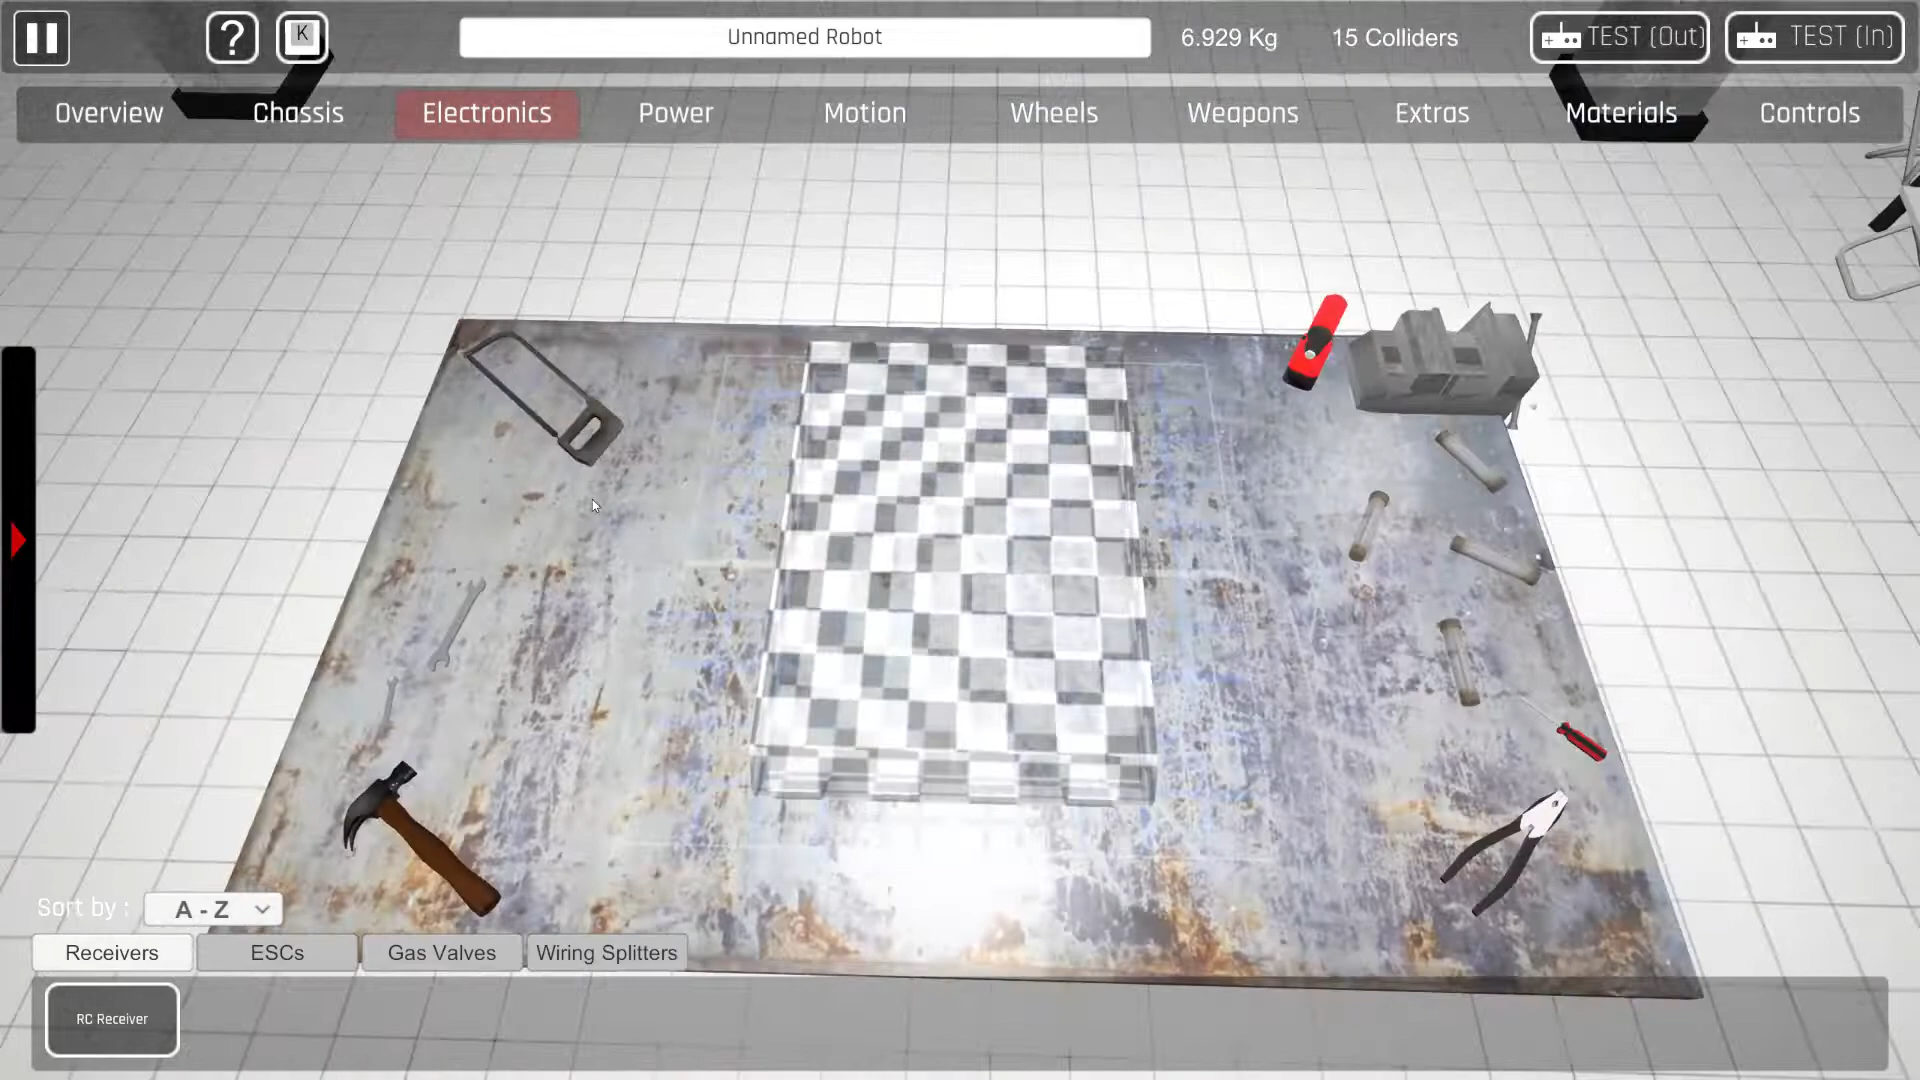 K
Unnamed Robot
6.929 Kg
15 Colliders
TEST (Out)
TEST (In)
Overview
Chassis
Electronics
Power
Motion
Wheels
Weapons
Extras
Materials
Controls
Sort by :
A - Z
Receivers
ESCs
Gas Valves
Wiring Splitters
RC Receiver